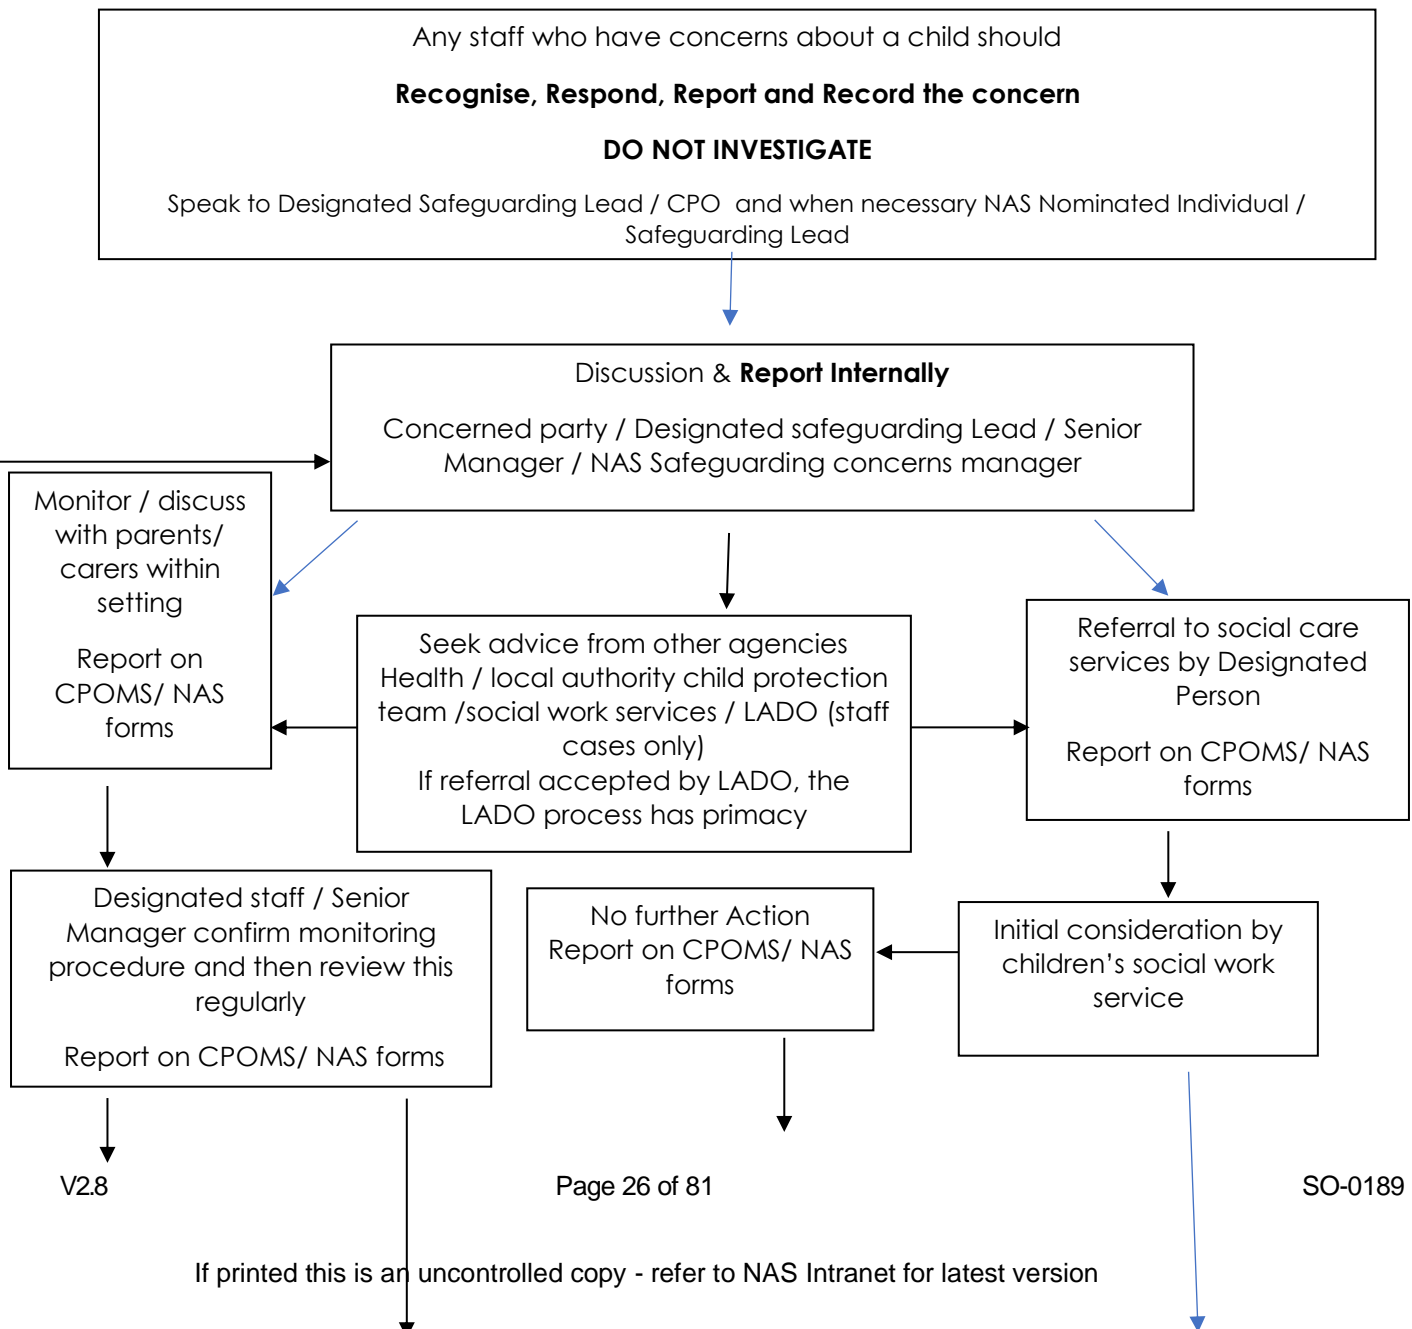 Any staff who have concerns about a child should
Recognise, Respond, Report and Record the concern
DO NOT INVESTIGATE
Speak to Designated Safeguarding Lead / CPO and when necessary NAS Nominated Individual /
Safeguarding Lead
Discussion & Report Internally
Concerned party / Designated safeguarding Lead / Senior
Manager / NAS Safeguarding concerns manager
Monitor / discuss
with parents/
carers within
setting
Report on
CPOMS/ NAS
forms
Seek advice from other agencies
Health / local authority child protection
team /social work services / LADO (staff
cases only)
If referral accepted by LADO, the
LADO process has primacy
Referral to social care
services by Designated
Person
Report on CPOMS/ NAS
forms
Designated staff / Senior
Manager confirm monitoring
procedure and then review this
regularly
Report on CPOMS/ NAS forms
No further Action
Report on CPOMS/ NAS
forms
Initial consideration by
children’s social work
service
V2.8 Page 26 of 81 SO-0189
If printed this is an uncontrolled copy - refer to NAS Intranet for latest version